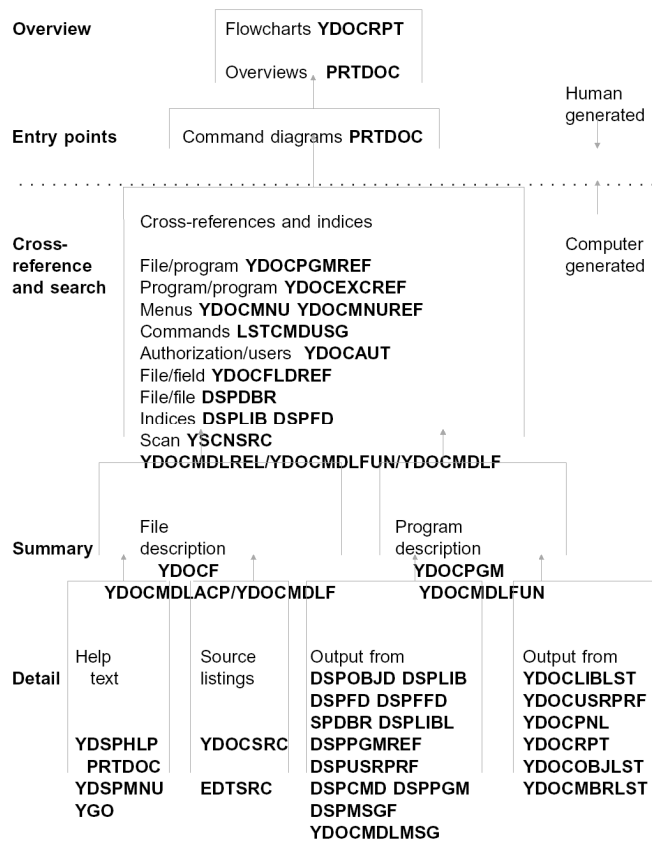 Overview
Flowcharts YDOCRPT
Overviews PRTDOC
Human
generated
Entry points
Command diagrams PRTDOC
Cross-
reference
and search
Cross-references and indices
File/program YDOCPGMREF
Program/program YDOCEXCREF
Menus YDOCMNU YDOCMNUREF
Commands LSTCMDUSG
Authorization/users YDOCAUT
File/field YDOCFLDREF
File/file DSPDBR
Indices DSPLIB DSPFD
Scan YSCNSRC
YDOCMDLREL/YDOCMDLFUN/YDOCMDLF
Computer
generated
Summary
File
description
YDOCF
YDOCMDLACP/YDOCMDLF
Program
description
YDOCPGM
YDOCMDLFUN
Detail
Help
text
YDSPHLP
PRTDOC
YDSPMNU
YGO
Source
listings
YDOCSRC
EDTSRC
Output from
DSPOBJD DSPLIB
DSPFD DSPFFD
SPDBR DSPLIBL
DSPPGMREF
DSPUSRPRF
DSPCMD DSPPGM
DSPMSGF
YDOCMDLMSG
Output from
YDOCLIBLST
YDOCUSRPRF
YDOCPNL
YDOCRPT
YDOCOBJLST
YDOCMBRLST